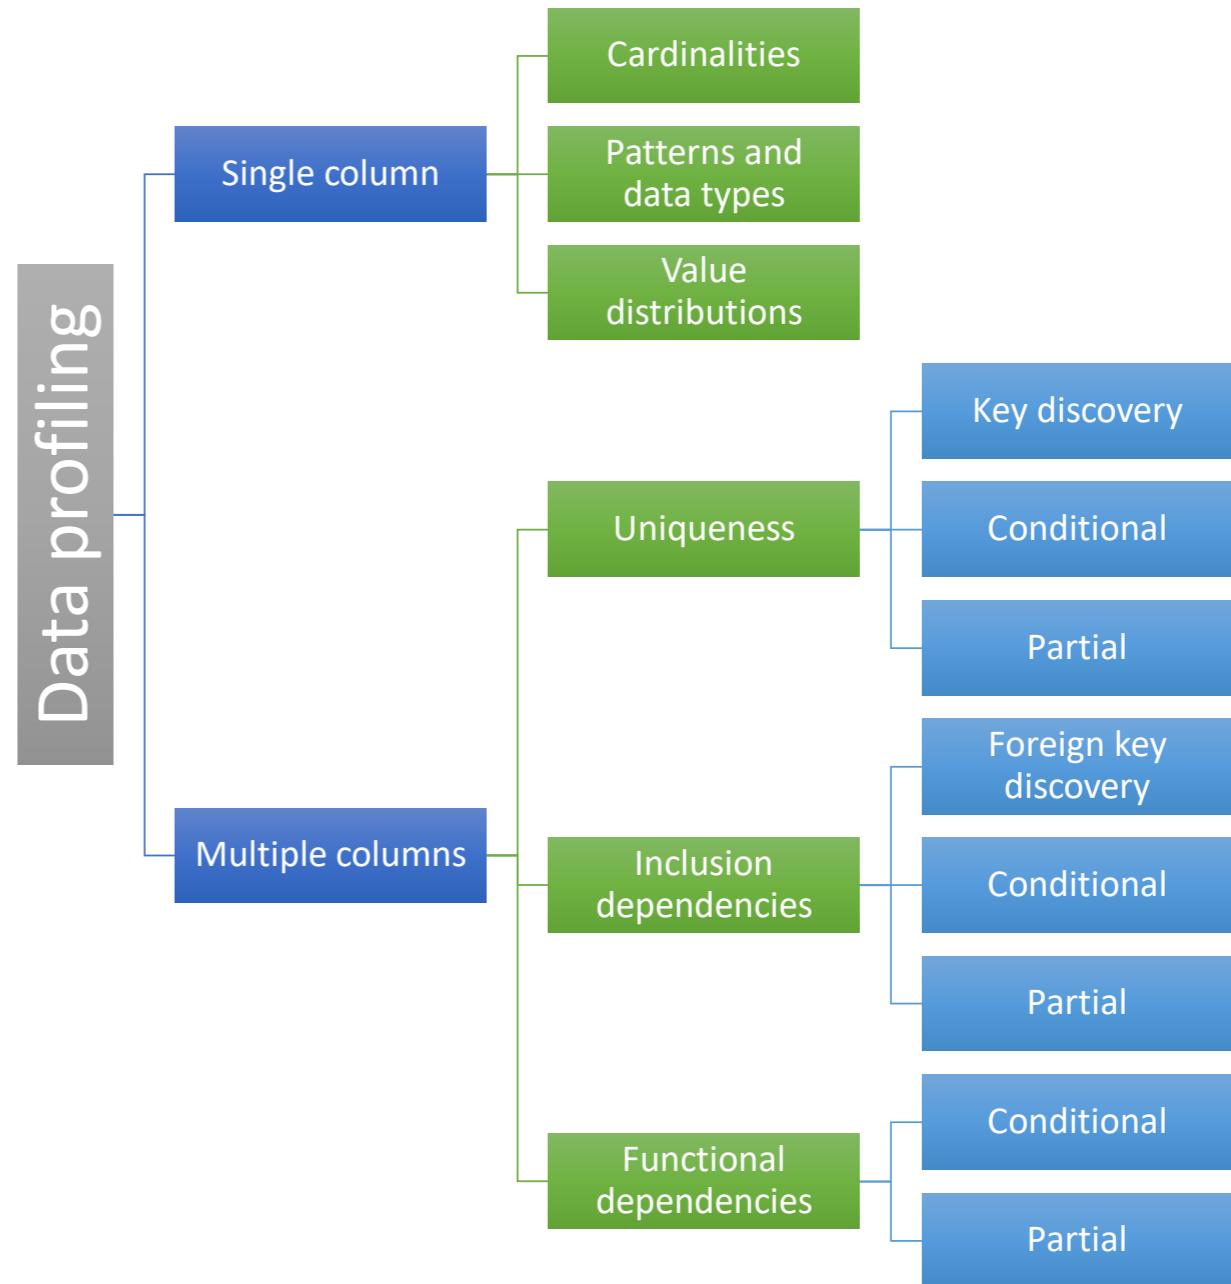 Data profiling
Single column
Cardinalities
Patterns and
data types
Value
distributions
Multiple columns
Uniqueness
Key discovery
Conditional
Partial
Inclusion
dependencies
Foreign key
discovery
Conditional
Partial
Functional
dependencies
Conditional
Partial